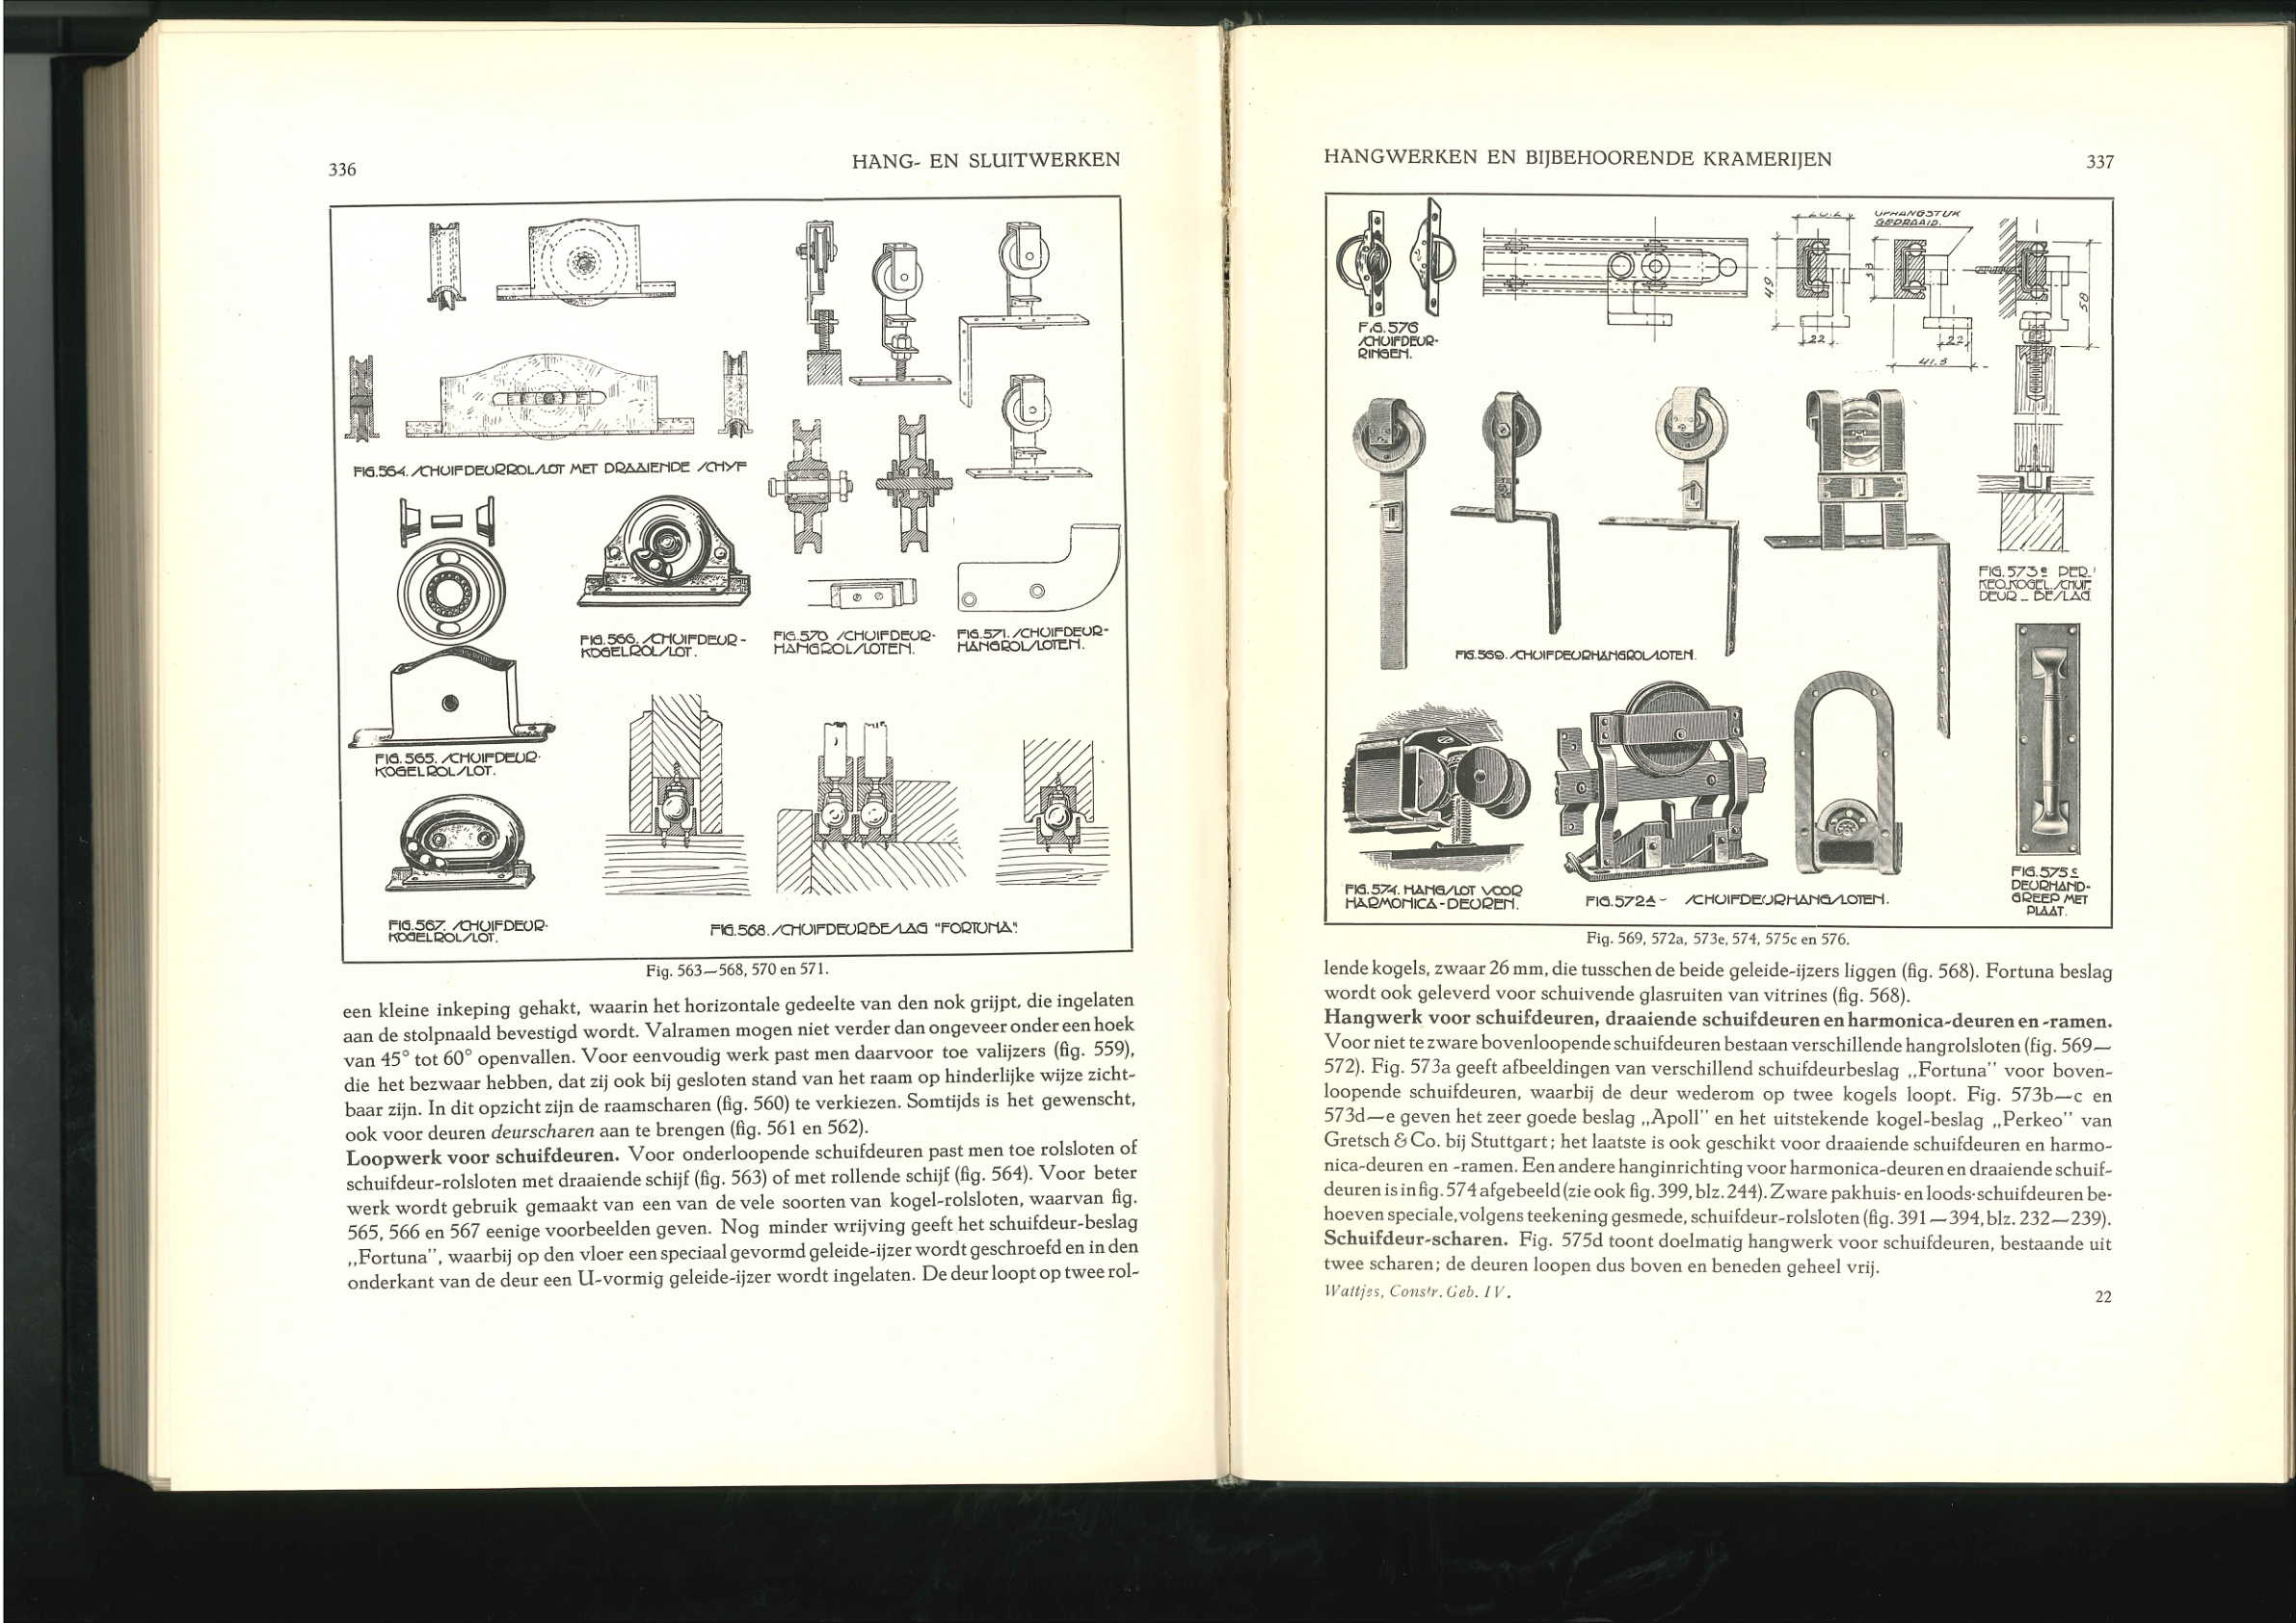 336
HANG- EN SLUITWERKEN
FIG.564. SCHUIFDEURROLSLOT MET DRAAIENDE SCHYF
FIG.566. SCHUIFDEUR-
KOGELROLSLOT.
FIG.570 SCHUIFDEUR-
HANGROLSLOTEN.
FIG.571. SCHUIFDEUR-
HANGROLSLOTEN.
FIG.565. SCHUIFDEUR-
KOGELROLSLOT.
FIG.567. SCHUIFDEUR-
KOGELROLSLOT.
FIG.568. SCHUIFDEURBESLAG "FORTUNA".
Fig. 563—568, 570 en 571.
een kleine inkeping gehakt, waarin het horizontale gedeelte van den nok grijpt, die ingelaten
aan de stolpnaald bevestigd wordt. Valramen mogen niet verder dan ongeveer onder een hoek
van 45° tot 60° openvallen. Voor eenvoudig werk past men daarvoor toe valijzers (fig. 559),
die het bezwaar hebben, dat zij ook bij gesloten stand van het raam op hinderlijke wijze zicht-
baar zijn. In dit opzicht zijn de raamscharen (fig. 560) te verkiezen. Somtijds is het gewenscht,
ook voor deuren deurscharen aan te brengen (fig. 561 en 562).
Loopwerk voor schuifdeuren. Voor onderloopende schuifdeuren past men toe rolsloten of
schuifdeur-rolsloten met draaiende schijf (fig. 563) of met rollende schijf (fig. 564). Voor beter
werk wordt gebruik gemaakt van een van de vele soorten van kogel-rolsloten, waarvan fig.
565, 566 en 567 eenige voorbeelden geven. Nog minder wrijving geeft het schuifdeur-beslag
„Fortuna", waarbij op den vloer een speciaal gevormd geleide-ijzer wordt geschroefd en in den
onderkant van de deur een U-vormig geleide-ijzer wordt ingelaten. De deur loopt op twee rol-
HANGWERKEN EN BIJBEHOORENDE KRAMERIJEN
337
FIG.576
SCHUIFDEUR-
RINGEN.
OPHANGSTUK
GEDRAAID.
49
22
33
22
41.5
58
FIG.573e PER-
KEO.KOGEL.SCHUIF
DEUR - BESLAG.
FIG.569. SCHUIFDEURHANGROLSLOTEN.
FIG.574. HANGSLOT VOOR
HARMONICA-DEUREN.
FIG.572A - SCHUIFDEURHANGSLOTEN.
FIG.575c
DEURHAND-
GREEP MET
PLAAT.
Fig. 569, 572a, 573e, 574, 575c en 576.
lende kogels, zwaar 26 mm, die tusschen de beide geleide-ijzers liggen (fig. 568). Fortuna beslag
wordt ook geleverd voor schuivende glasruiten van vitrines (fig. 568).
Hangwerk voor schuifdeuren, draaiende schuifdeuren en harmonica-deuren en -ramen.
Voor niet te zware bovenloopende schuifdeuren bestaan verschillende hangrolsloten (fig. 569—
572). Fig. 573a geeft afbeeldingen van verschillend schuifdeurbeslag „Fortuna" voor boven-
loopende schuifdeuren, waarbij de deur wederom op twee kogels loopt. Fig. 573b—c en
573d—e geven het zeer goede beslag „Apoll" en het uitstekende kogel-beslag „Perkeo" van
Gretsch & Co. bij Stuttgart; het laatste is ook geschikt voor draaiende schuifdeuren en harmo-
nica-deuren en -ramen. Een andere hanginrichting voor harmonica-deuren en draaiende schuif-
deuren is in fig. 574 afgebeeld (zie ook fig. 399, blz. 244). Zware pakhuis- en loods-schuifdeuren be-
hoeven speciale, volgens teekening gesmede, schuifdeur-rolsloten (fig. 391—394, blz. 232—239).
Schuifdeur-scharen. Fig. 575d toont doelmatig hangwerk voor schuifdeuren, bestaande uit
twee scharen; de deuren loopen dus boven en beneden geheel vrij.
Wattjes, Constr. Geb. IV.
22